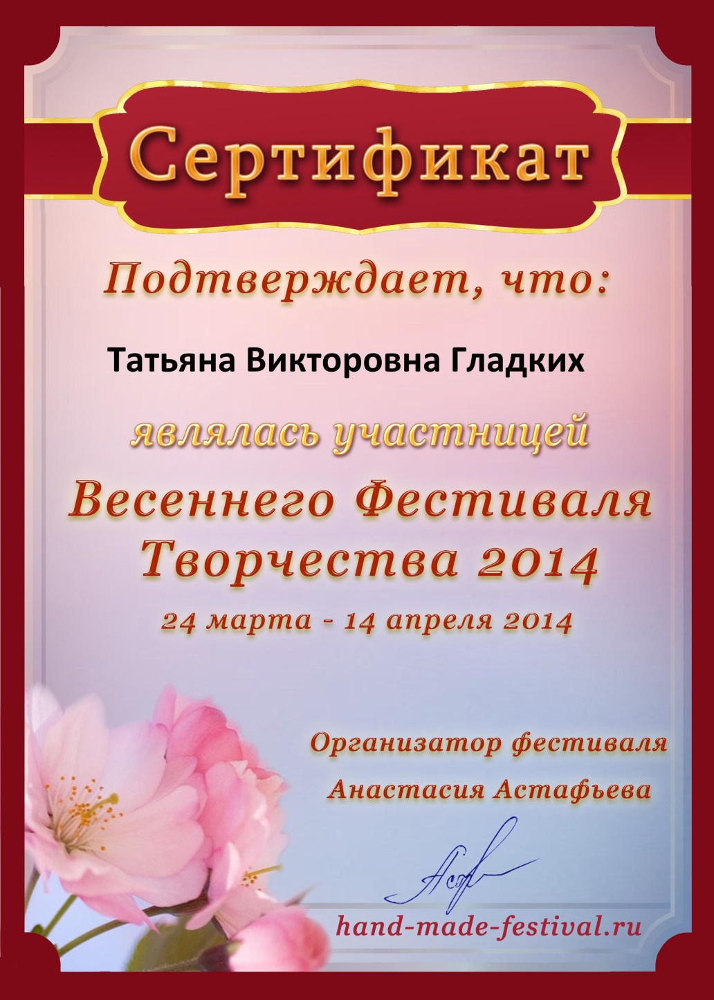 Сертификат
Подтверждает, что:
Татьяна Викторовна Гладких
являлась участницей
Весеннего Фестиваля
Творчества 2014
24 марта - 14 апреля 2014
Организатор фестиваля
Анастасия Астафьева
hand-made-festival.ru